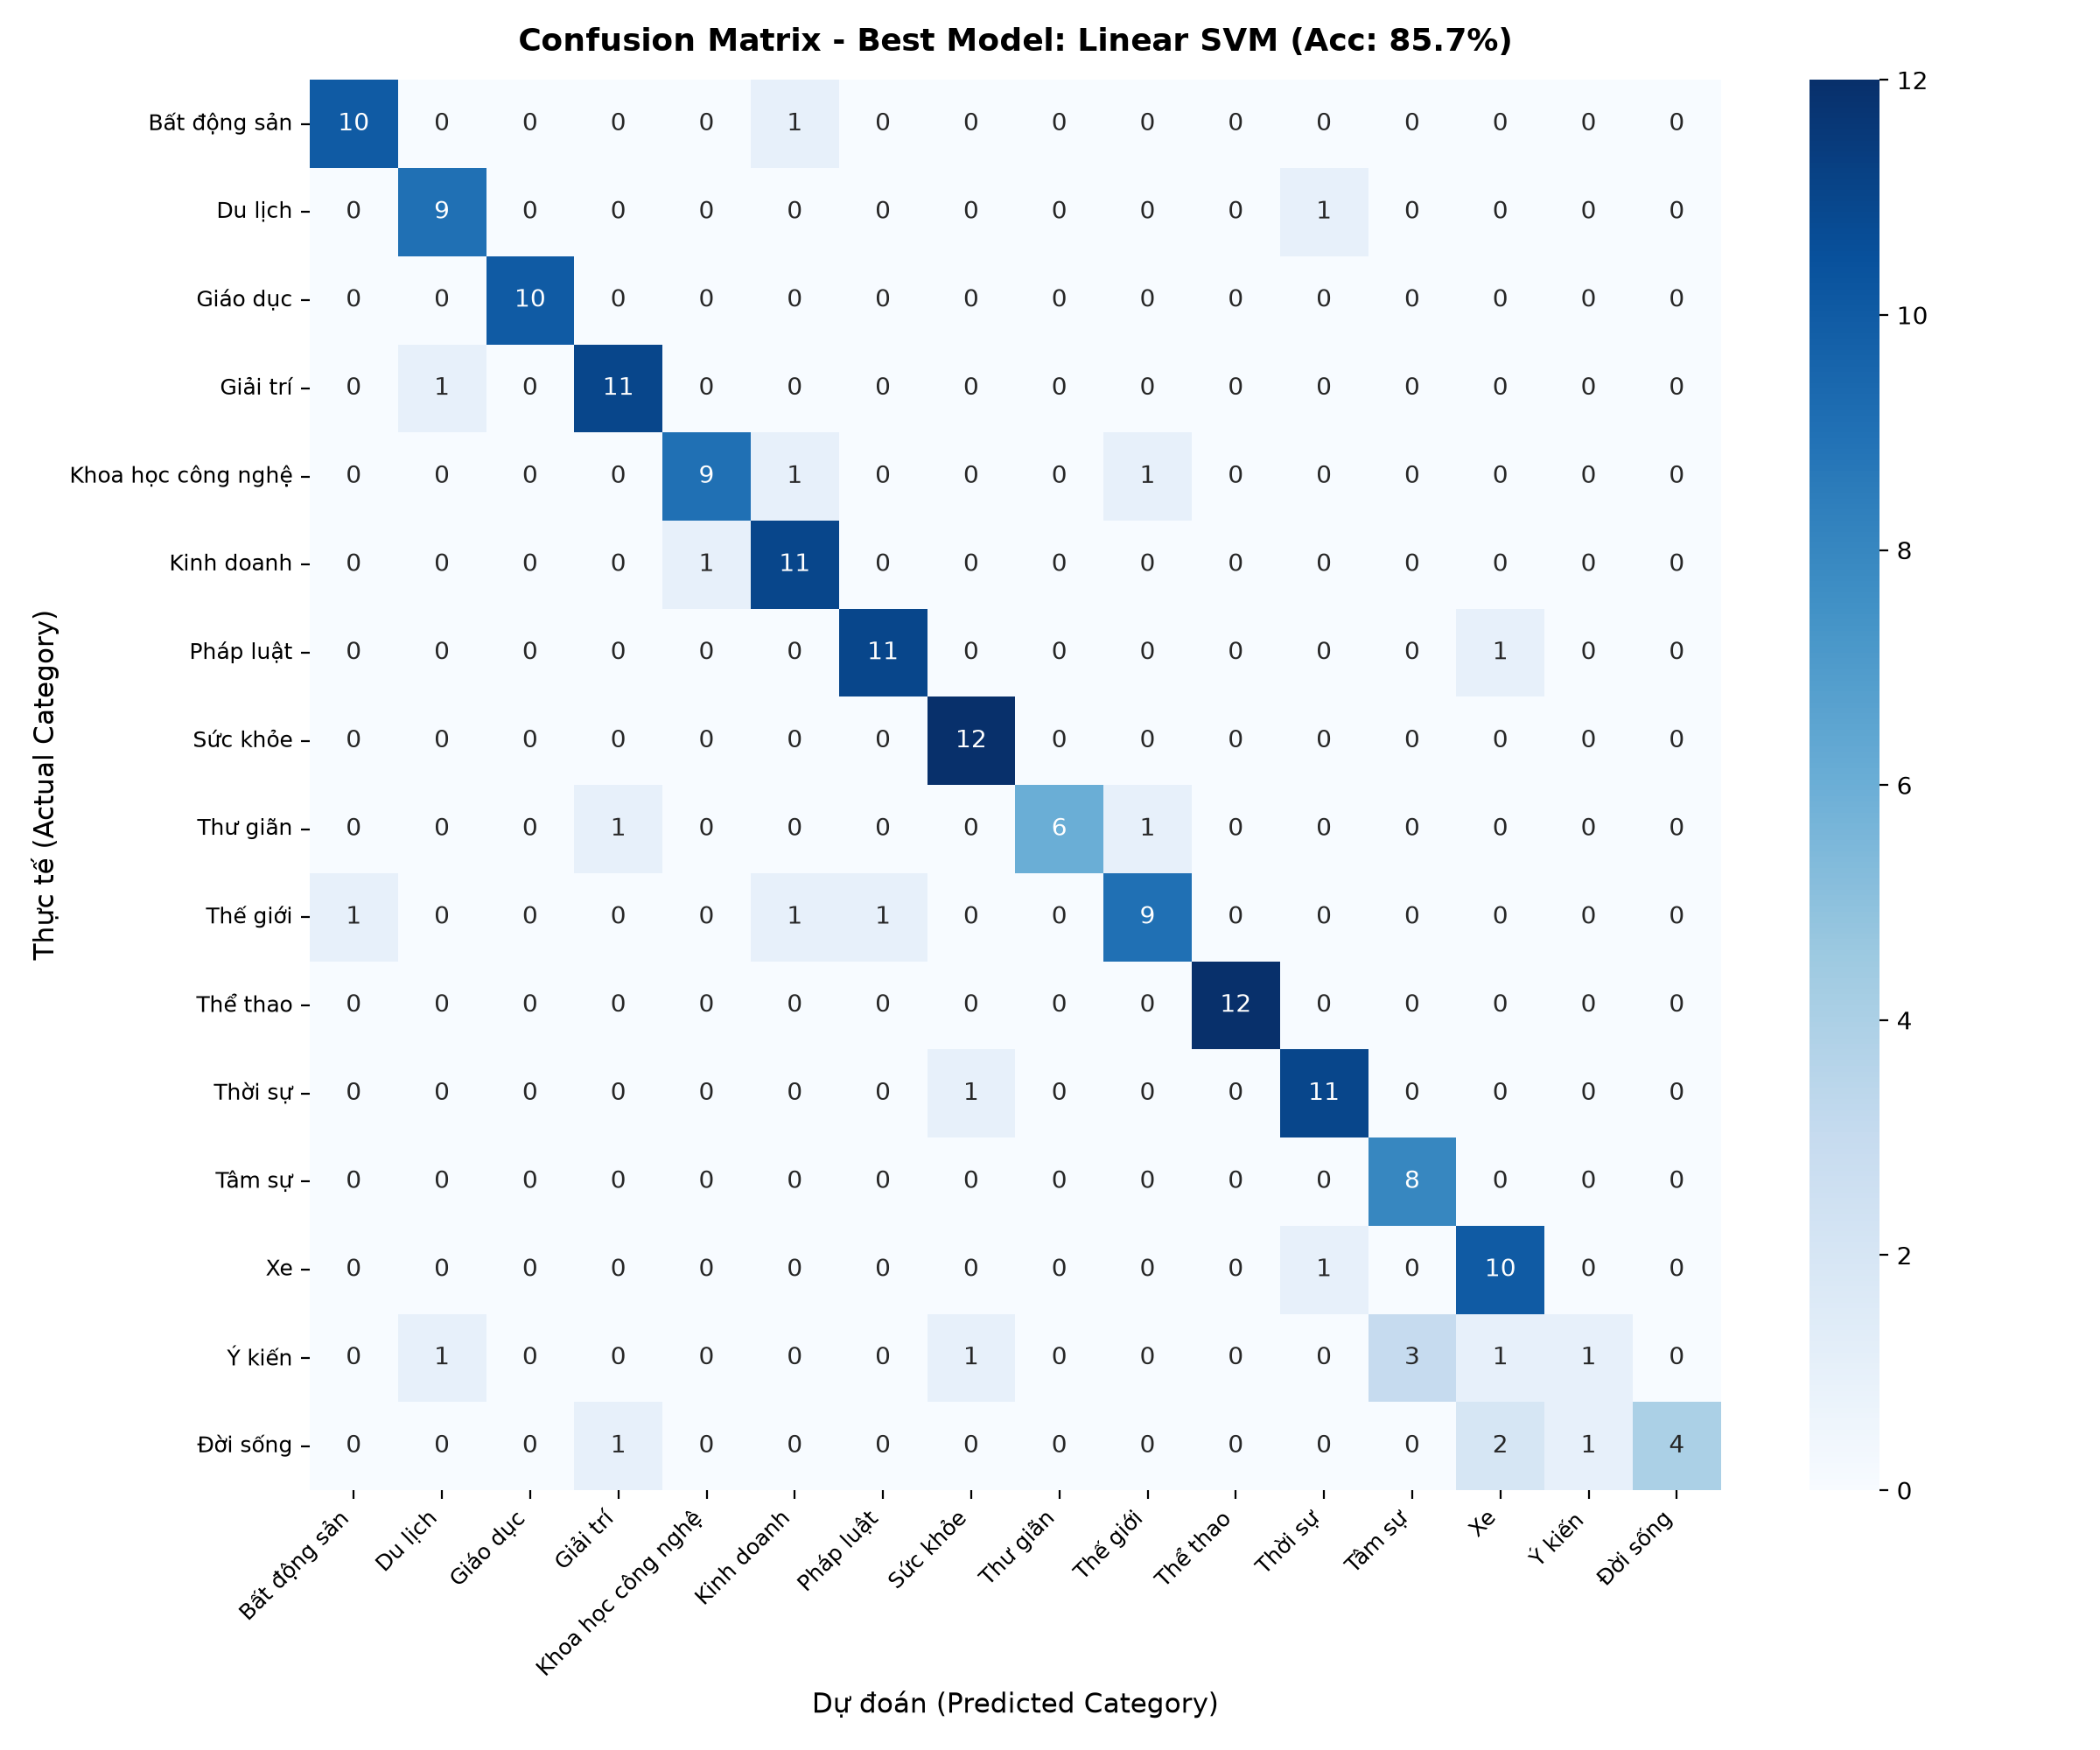 Confusion Matrix - Best Model: Linear SVM (Acc: 85.7%)
Thực tế (Actual Category)
Bất động sản 10 0 0 0 0 1 0 0 0 0 0 0 0 0 0 0
Du lịch 0 9 0 0 0 0 0 0 0 0 0 1 0 0 0 0
Giáo dục 0 0 10 0 0 0 0 0 0 0 0 0 0 0 0 0
Giải trí 0 1 0 11 0 0 0 0 0 0 0 0 0 0 0 0
Khoa học công nghệ 0 0 0 0 9 1 0 0 0 1 0 0 0 0 0 0
Kinh doanh 0 0 0 0 1 11 0 0 0 0 0 0 0 0 0 0
Pháp luật 0 0 0 0 0 0 11 0 0 0 0 0 0 1 0 0
Sức khỏe 0 0 0 0 0 0 0 12 0 0 0 0 0 0 0 0
Thư giãn 0 0 0 1 0 0 0 0 6 1 0 0 0 0 0 0
Thế giới 1 0 0 0 0 1 1 0 0 9 0 0 0 0 0 0
Thể thao 0 0 0 0 0 0 0 0 0 0 12 0 0 0 0 0
Thời sự 0 0 0 0 0 0 0 1 0 0 0 11 0 0 0 0
Tâm sự 0 0 0 0 0 0 0 0 0 0 0 0 8 0 0 0
Xe 0 0 0 0 0 0 0 0 0 0 0 1 0 10 0 0
Ý kiến 0 1 0 0 0 0 0 1 0 0 0 0 3 1 1 0
Đời sống 0 0 0 1 0 0 0 0 0 0 0 0 0 2 1 4
Bất động sản
Du lịch
Giáo dục
Giải trí
Khoa học công nghệ
Kinh doanh
Pháp luật
Sức khỏe
Thư giãn
Thế giới
Thể thao
Thời sự
Tâm sự
Xe
Ý kiến
Đời sống
Dự đoán (Predicted Category)
12
10
8
6
4
2
0